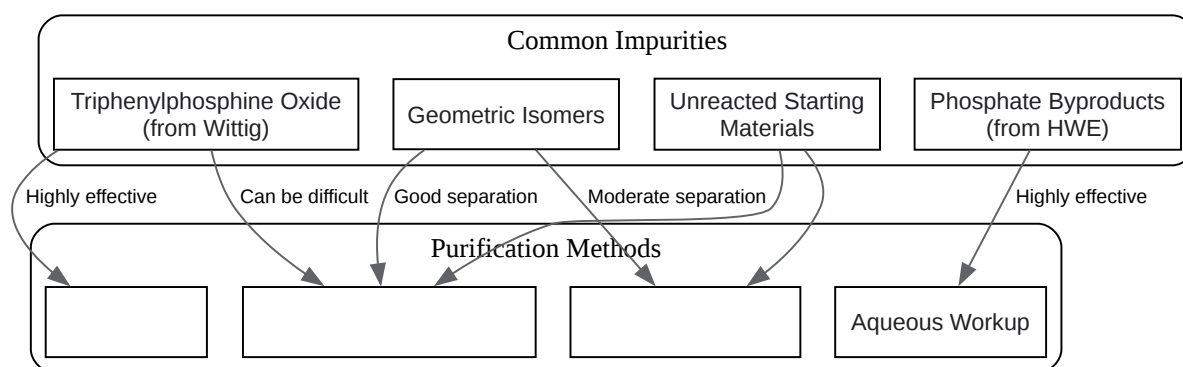 Common Impurities
Triphenylphosphine Oxide
(from Wittig)
Geometric Isomers
Unreacted Starting
Materials
Phosphate Byproducts
(from HWE)
Highly effective
Can be difficult
Good separation
Moderate separation
Highly effective
Purification Methods
Aqueous Workup